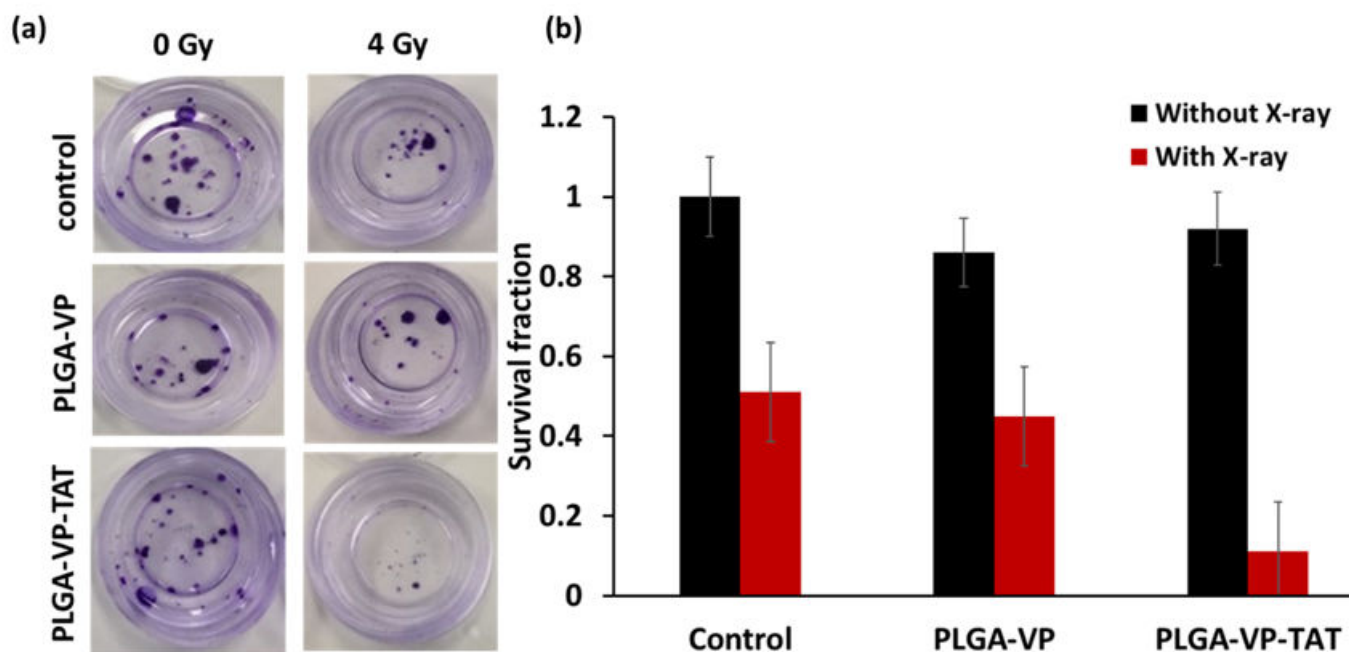 (a)
0 Gy
4 Gy
control
PLGA-VP
PLGA-VP-TAT
(b)
Without X-ray
With X-ray
Survival fraction
1.2
1
0.8
0.6
0.4
0.2
0
Control
PLGA-VP
PLGA-VP-TAT